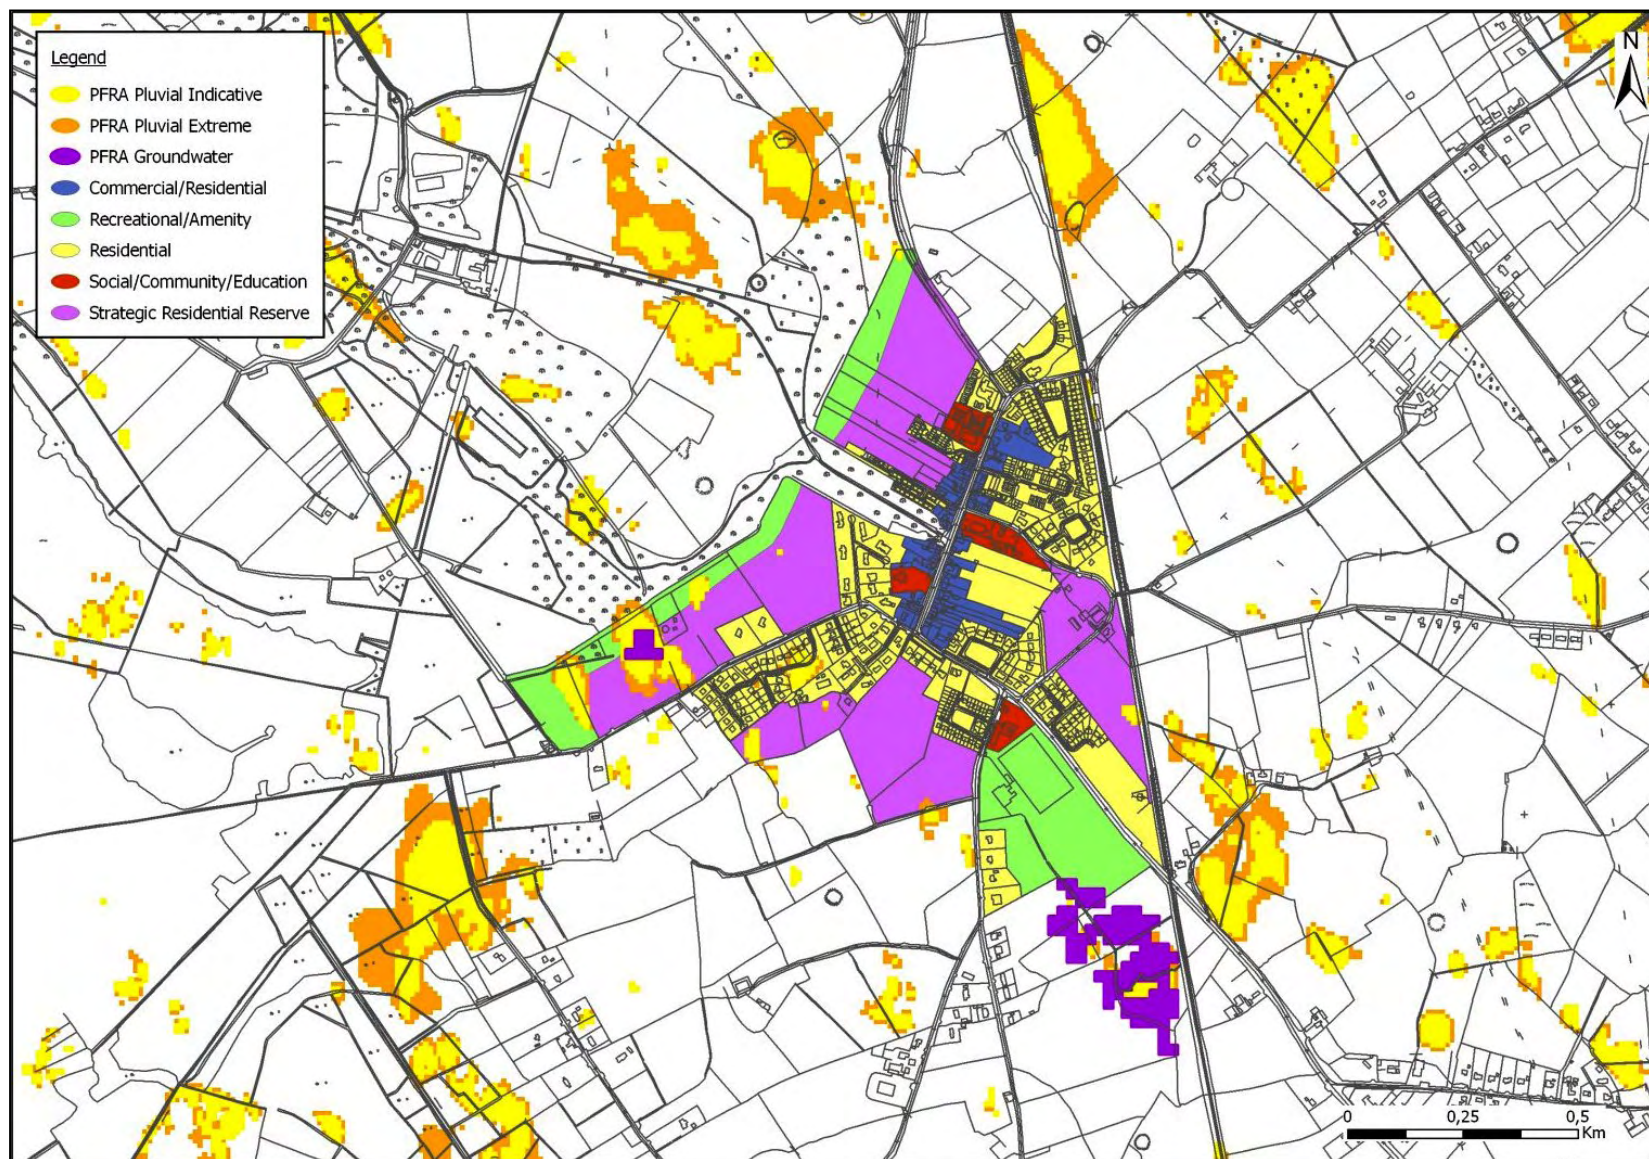 Legend
PFRA Pluvial Indicative
PFRA Pluvial Extreme
PFRA Groundwater
Commercial/Residential
Recreational/Amenity
Residential
Social/Community/Education
Strategic Residential Reserve
N
0 0,25 0,5
Km